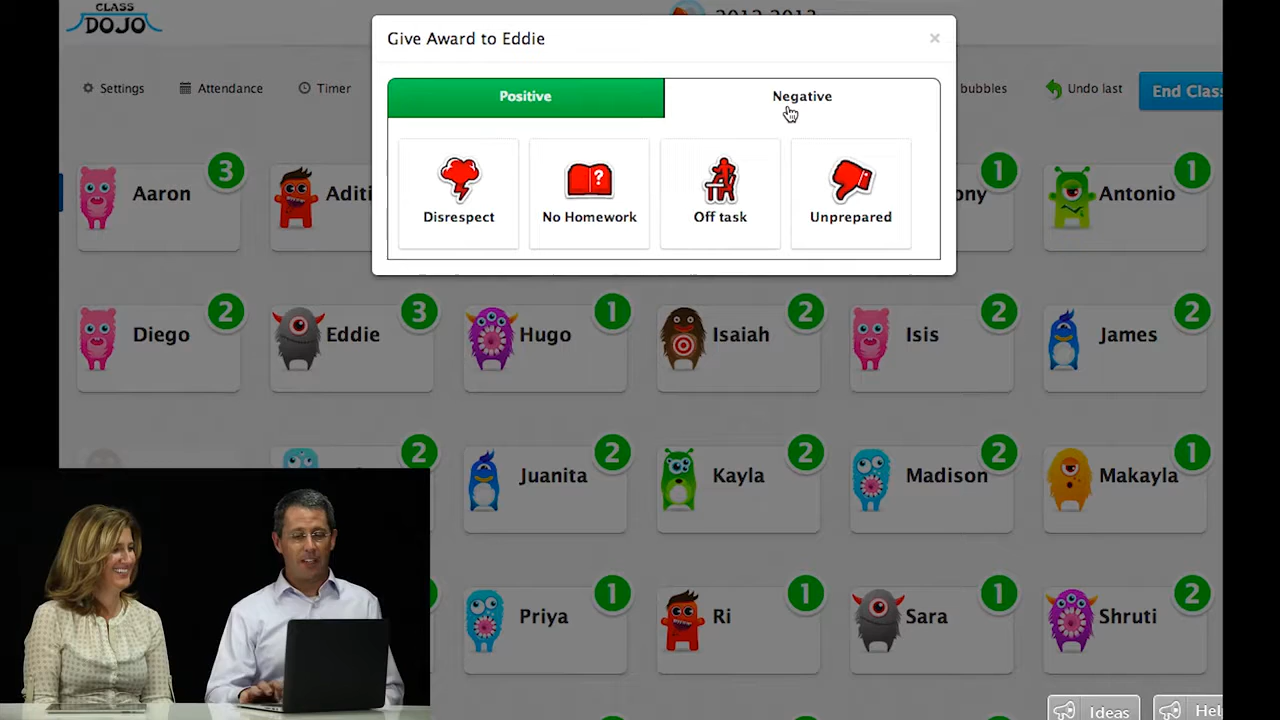 CLASS
DOJO
2012-2013
Give Award to Eddie
×
Settings
Attendance
Timer
Positive
Negative
bubbles
Undo last
End Clas
Disrespect
No Homework
?
Off task
Unprepared
Aaron 3
Aditi
ony 1
Antonio 1
Diego 2
Eddie 3
Hugo 1
Isaiah 2
Isis 2
James 2
2
Juanita 2
Kayla 2
Madison 2
Makayla 1
Priya 1
Ri 1
Sara 1
Shruti 2
Ideas
Hel